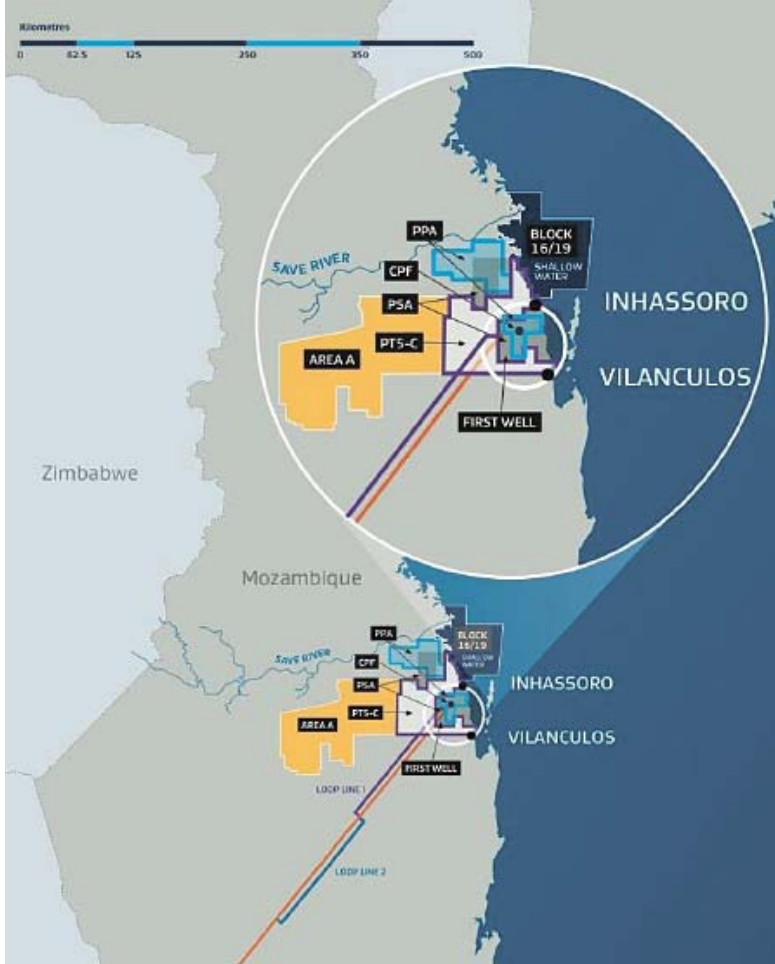 Kilometres
0 62.5 125 250 350 500
PPA
BLOCK
16/19
SHALLOW
WATER
SAVE RIVER
CPF
PSA
INHASSORO
AREA A
PT5-C
VILANCULOS
FIRST WELL
Zimbabwe
Mozambique
PPA
BLOCK
16/19
SHALLOW
WATER
SAVE RIVER
CPF
PSA
INHASSORO
AREA A
PT5-C
VILANCULOS
FIRST WELL
LOOP LINE 1
LOOP LINE 2